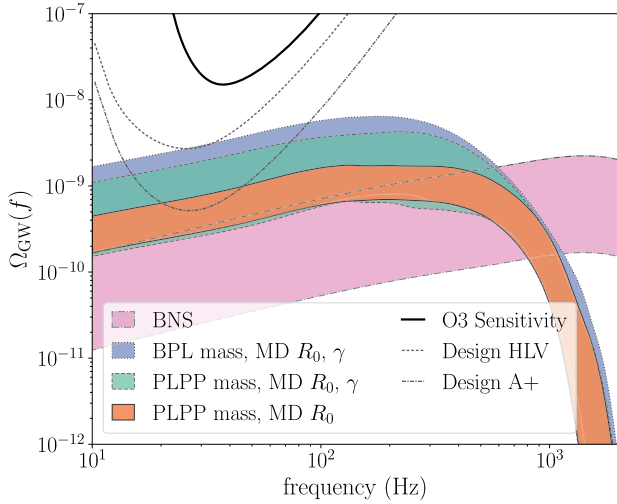 10⁻⁷
10⁻⁸
10⁻⁹
10⁻¹⁰
10⁻¹¹
10⁻¹²
Ω_GW(f)
BNS
BPL mass, MD R₀, γ
PLPP mass, MD R₀, γ
PLPP mass, MD R₀
O3 Sensitivity
Design HLV
Design A+
10¹ 10² 10³
frequency (Hz)